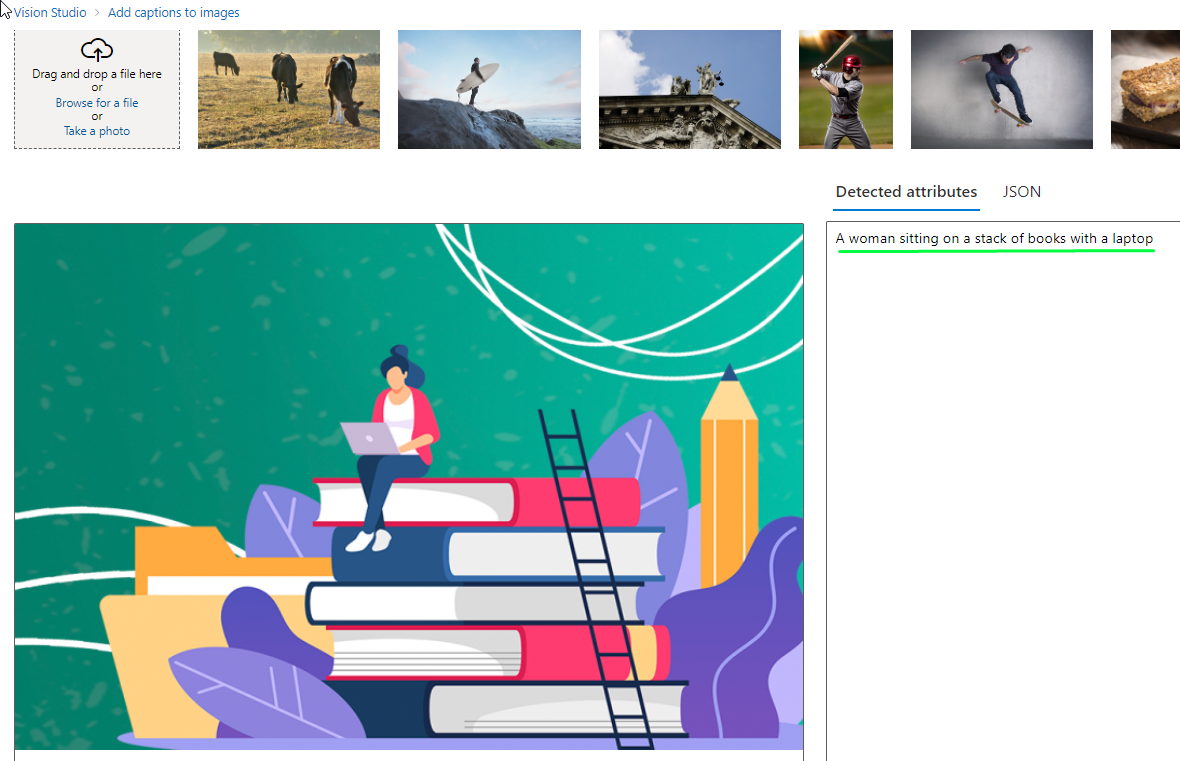 Vision Studio > Add captions to images
Drag and drop a file here
or
Browse for a file
or
Take a photo
Detected attributes JSON
A woman sitting on a stack of books with a laptop